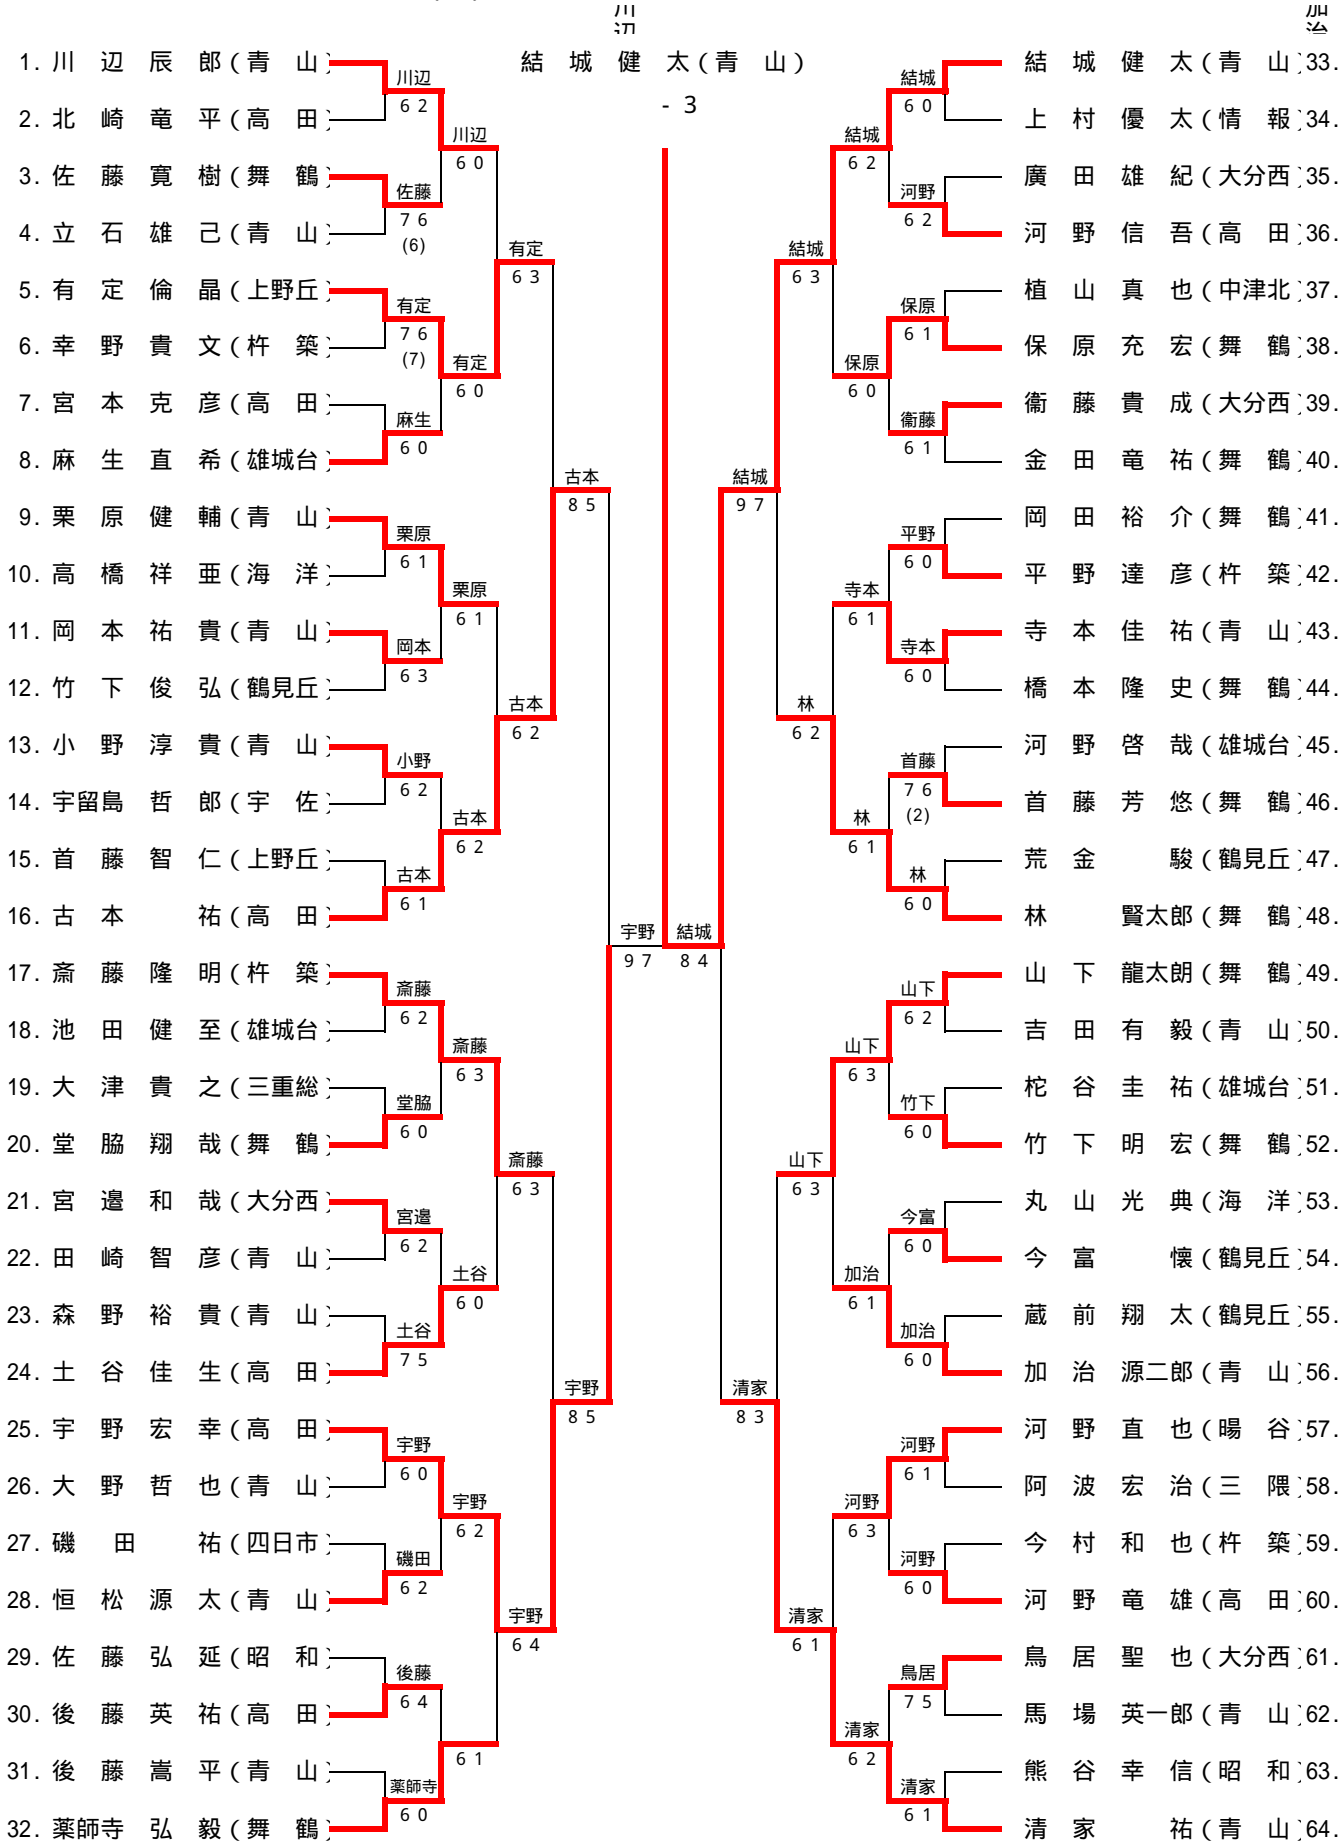 川辺
加治
結城健太(青山)
- 3
1. 川辺辰郎(青山)
2. 北崎竜平(高田)
3. 佐藤寛樹(舞鶴)
4. 立石雄己(青山)
5. 有定倫晶(上野丘)
6. 幸野貴文(杵築)
7. 宮本克彦(高田)
8. 麻生直希(雄城台)
9. 栗原健輔(青山)
10. 高橋祥亜(海洋)
11. 岡本祐貴(青山)
12. 竹下俊弘(鶴見丘)
13. 小野淳貴(青山)
14. 宇留島哲郎(宇佐)
15. 首藤智仁(上野丘)
16. 古本祐(高田)
17. 斎藤隆明(杵築)
18. 池田健至(雄城台)
19. 大津貴之(三重総)
20. 堂脇翔哉(舞鶴)
21. 宮邉和哉(大分西)
22. 田崎智彦(青山)
23. 森野裕貴(青山)
24. 土谷佳生(高田)
25. 宇野宏幸(高田)
26. 大野哲也(青山)
27. 磯田祐(四日市)
28. 恒松源太(青山)
29. 佐藤弘延(昭和)
30. 後藤英祐(高田)
31. 後藤嵩平(青山)
32. 薬師寺弘毅(舞鶴)
川辺
6 2
佐藤
7 6
(6)
有定
7 6
(7)
麻生
6 0
栗原
6 1
岡本
6 3
小野
6 2
古本
6 1
斎藤
6 2
堂脇
6 0
宮邉
6 2
土谷
7 5
宇野
6 0
磯田
6 2
後藤
6 4
薬師寺
6 0
川辺
6 0
有定
6 0
栗原
6 1
古本
6 2
斎藤
6 3
土谷
6 0
宇野
6 2
6 1
有定
6 3
古本
6 2
斎藤
6 3
宇野
6 4
古本
8 5
宇野
8 5
宇野
9 7
結城
8 4
結城
9 7
清家
8 3
結城
6 3
林
6 2
山下
6 3
清家
6 1
結城
6 2
保原
6 0
寺本
6 1
林
6 1
山下
6 3
加治
6 1
河野
6 3
清家
6 2
結城
6 0
河野
6 2
保原
6 1
衞藤
6 1
平野
6 0
寺本
6 0
首藤
7 6
(2)
林
6 0
山下
6 2
竹下
6 0
今富
6 0
加治
6 0
河野
6 1
河野
6 0
鳥居
7 5
清家
6 1
結城健太(青山)33.
上村優太(情報)34.
廣田雄紀(大分西)35.
河野信吾(高田)36.
植山真也(中津北)37.
保原充宏(舞鶴)38.
衞藤貴成(大分西)39.
金田竜祐(舞鶴)40.
岡田裕介(舞鶴)41.
平野達彦(杵築)42.
寺本佳祐(青山)43.
橋本隆史(舞鶴)44.
河野啓哉(雄城台)45.
首藤芳悠(舞鶴)46.
荒金駿(鶴見丘)47.
林賢太郎(舞鶴)48.
山下龍太朗(舞鶴)49.
吉田有毅(青山)50.
柁谷圭祐(雄城台)51.
竹下明宏(舞鶴)52.
丸山光典(海洋)53.
今富懐(鶴見丘)54.
蔵前翔太(鶴見丘)55.
加治源二郎(青山)56.
河野直也(暘谷)57.
阿波宏治(三隈)58.
今村和也(杵築)59.
河野竜雄(高田)60.
鳥居聖也(大分西)61.
馬場英一郎(青山)62.
熊谷幸信(昭和)63.
清家祐(青山)64.